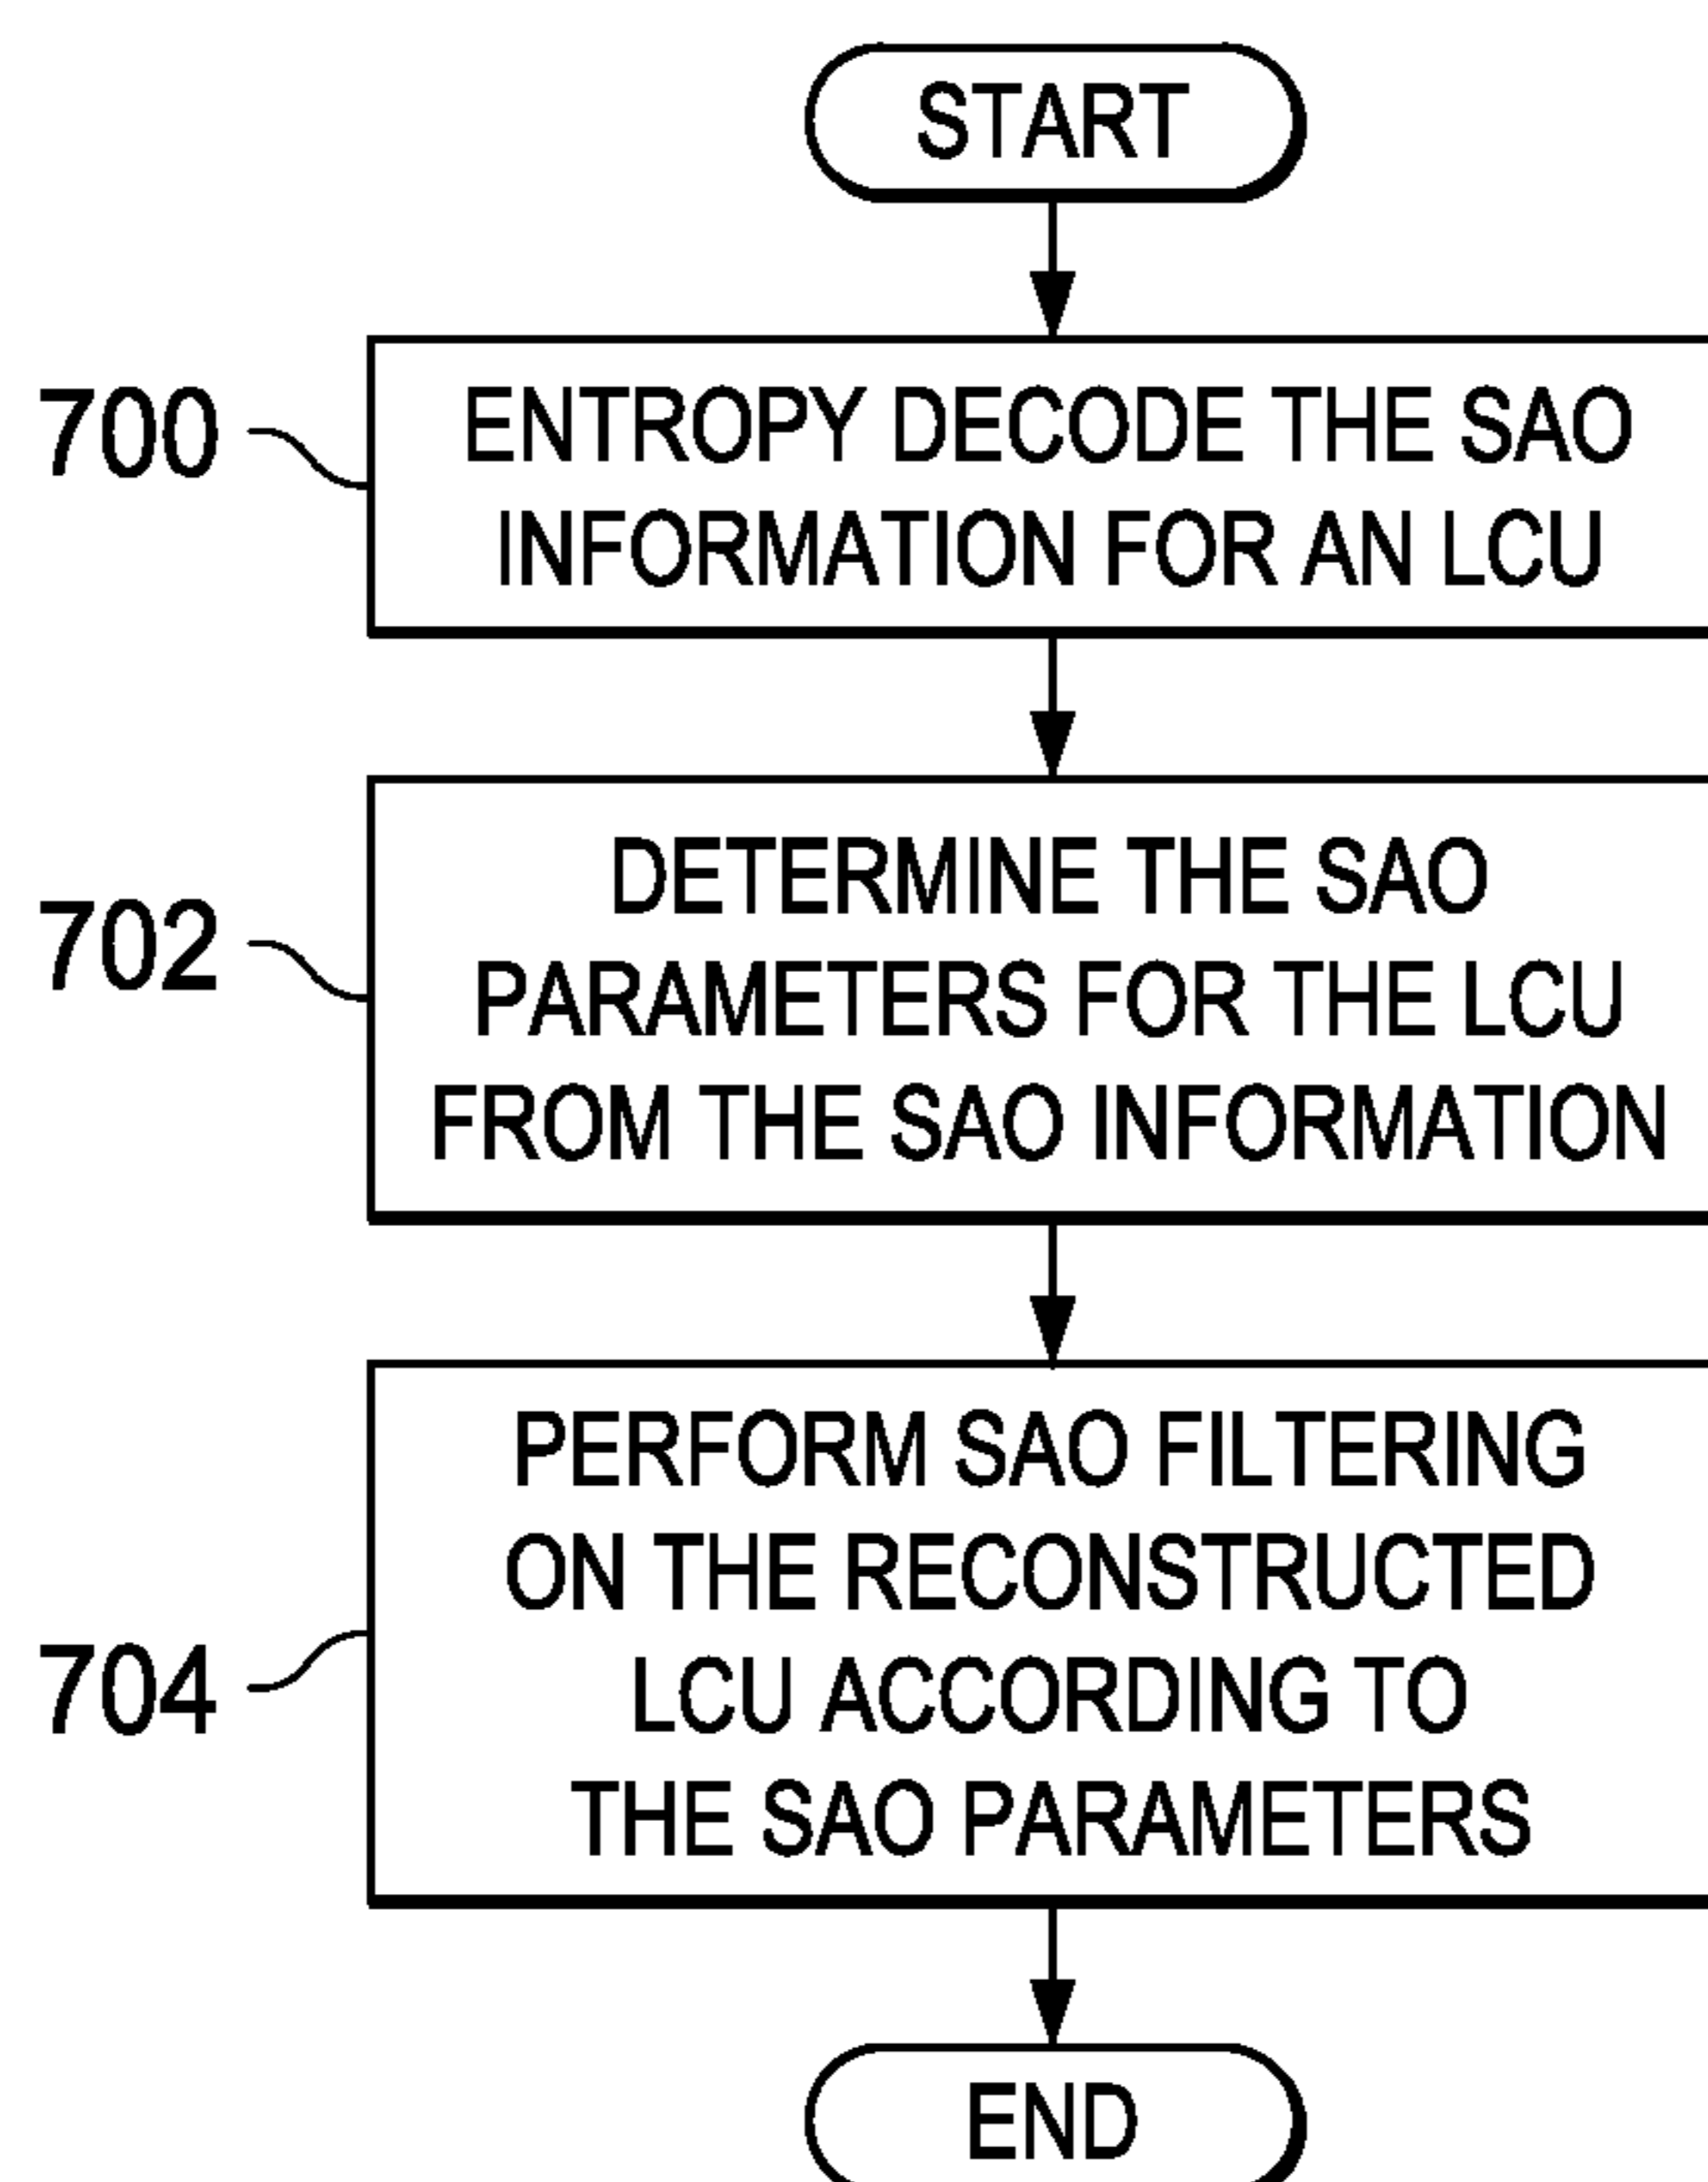 START
700
ENTROPY DECODE THE SAO
INFORMATION FOR AN LCU
702
DETERMINE THE SAO
PARAMETERS FOR THE LCU
FROM THE SAO INFORMATION
704
PERFORM SAO FILTERING
ON THE RECONSTRUCTED
LCU ACCORDING TO
THE SAO PARAMETERS
END